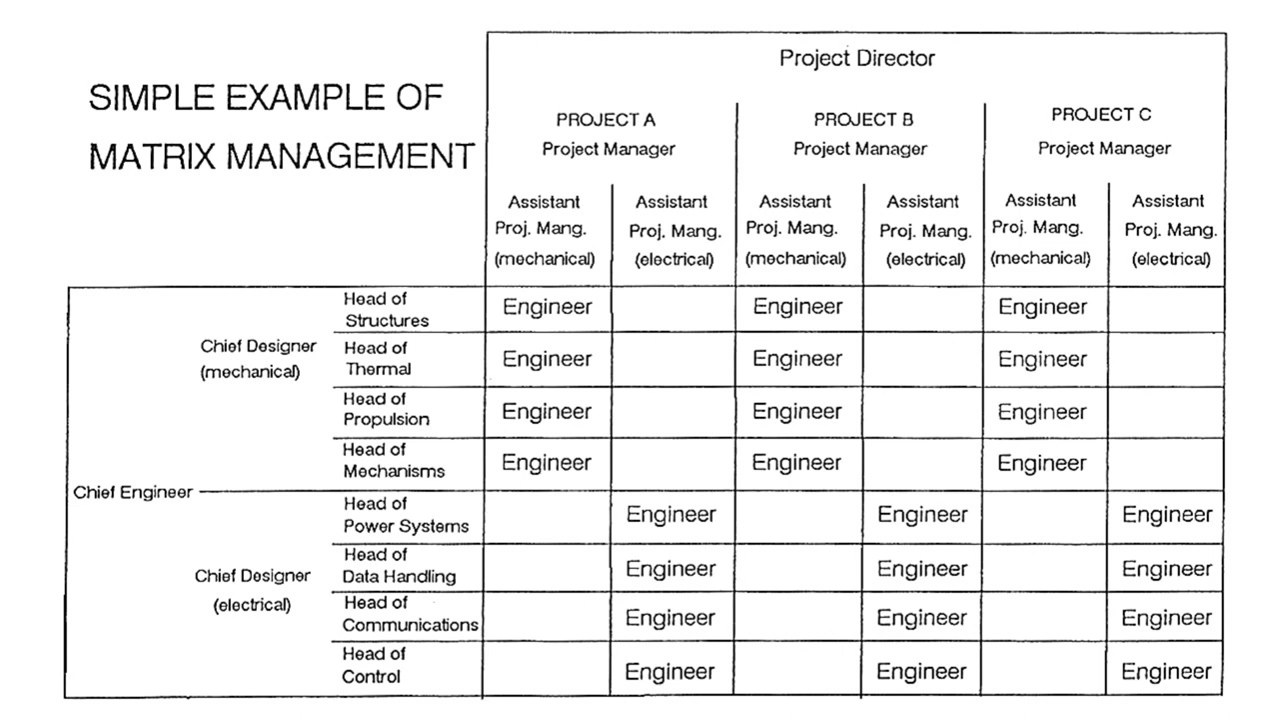 SIMPLE EXAMPLE OF
MATRIX MANAGEMENT
Project Director
PROJECT A
Project Manager
PROJECT B
Project Manager
PROJECT C
Project Manager
Assistant
Proj. Mang.
(mechanical)
Assistant
Proj. Mang.
(electrical)
Assistant
Proj. Mang.
(mechanical)
Assistant
Proj. Mang.
(electrical)
Assistant
Proj. Mang.
(mechanical)
Assistant
Proj. Mang.
(electrical)
Chief Engineer
Chief Designer
(mechanical)
Head of
Structures
Engineer
Engineer
Engineer
Head of
Thermal
Engineer
Engineer
Engineer
Head of
Propulsion
Engineer
Engineer
Engineer
Head of
Mechanisms
Engineer
Engineer
Engineer
Chief Designer
(electrical)
Head of
Power Systems
Engineer
Engineer
Engineer
Head of
Data Handling
Engineer
Engineer
Engineer
Head of
Communications
Engineer
Engineer
Engineer
Head of
Control
Engineer
Engineer
Engineer